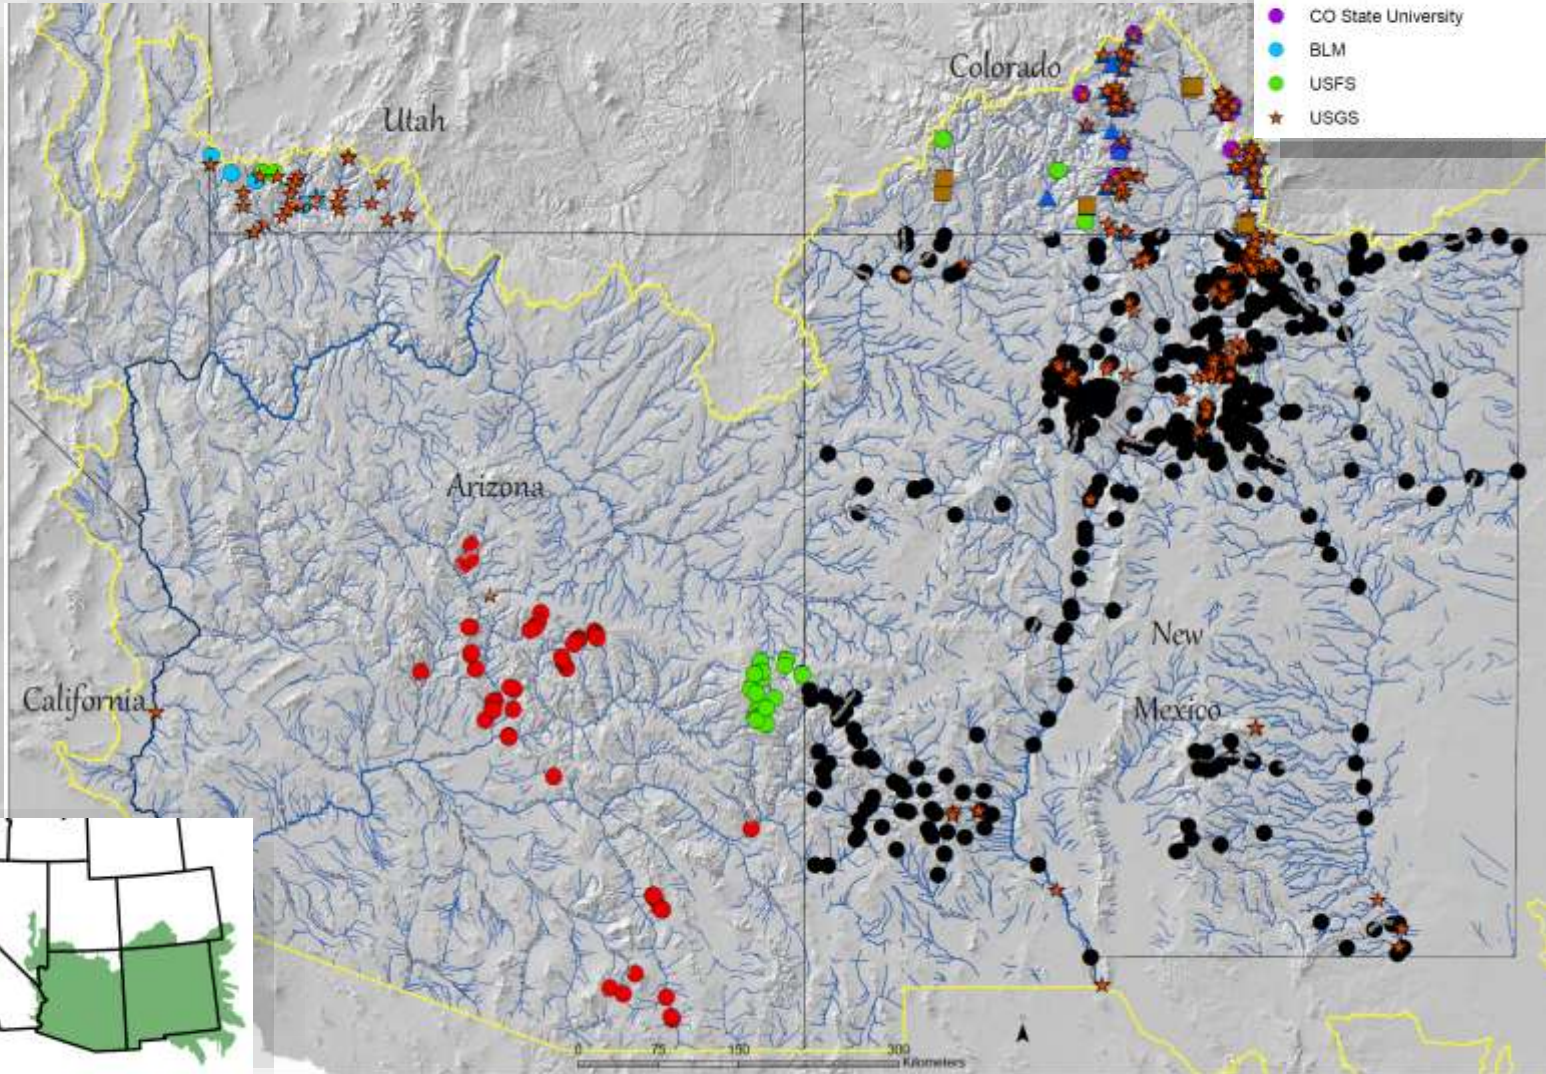 CO State University
BLM
USFS
USGS
Colorado
Utah
Arizona
New
Mexico
California
0 75 150 300
Kilometers